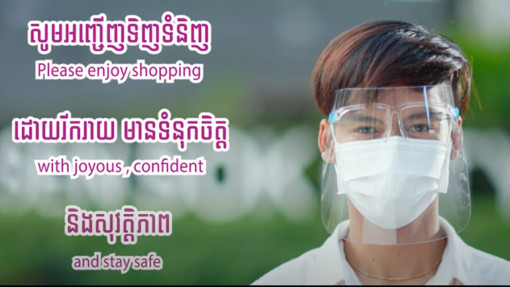 សូមអញ្ជើញទិញទំនិញ
Please enjoy shopping
ដោយរីករាយ មានទំនុកចិត្ត
with joyous , confident
និងសុវត្តិភាព
and stay safe